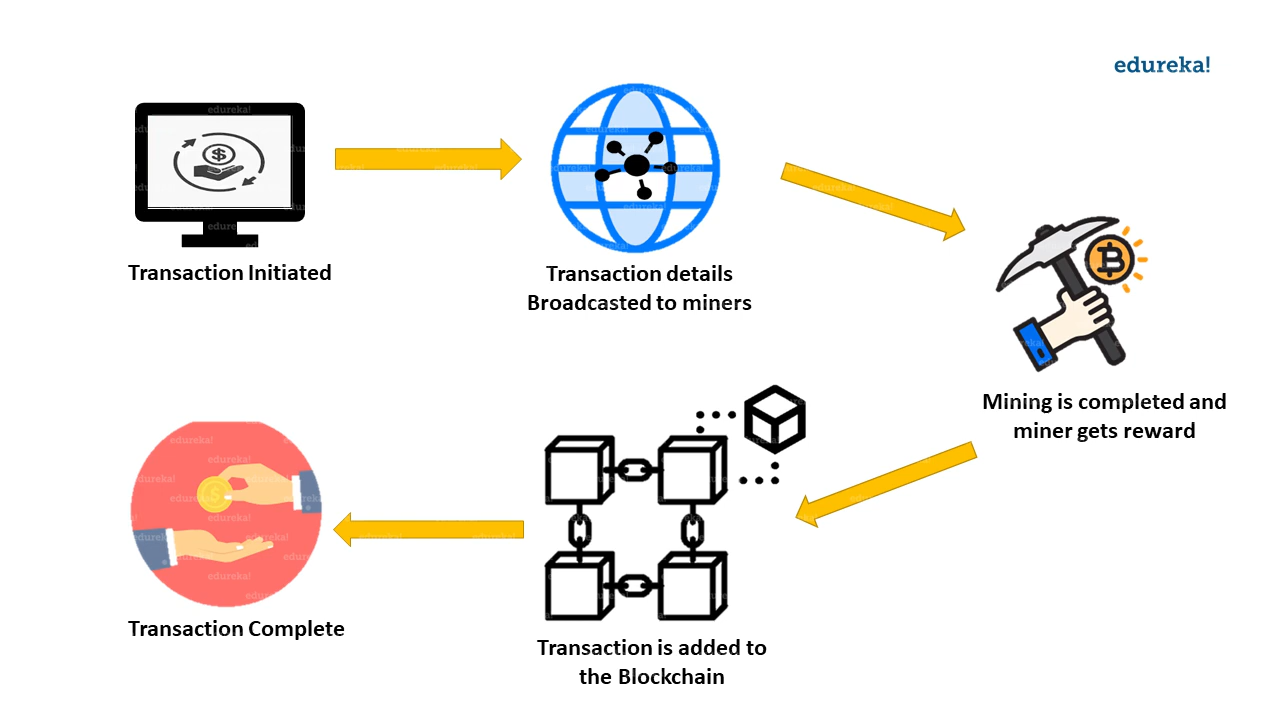 edureka!
Transaction Initiated
Transaction details
Broadcasted to miners
Mining is completed and
miner gets reward
Transaction is added to
the Blockchain
Transaction Complete